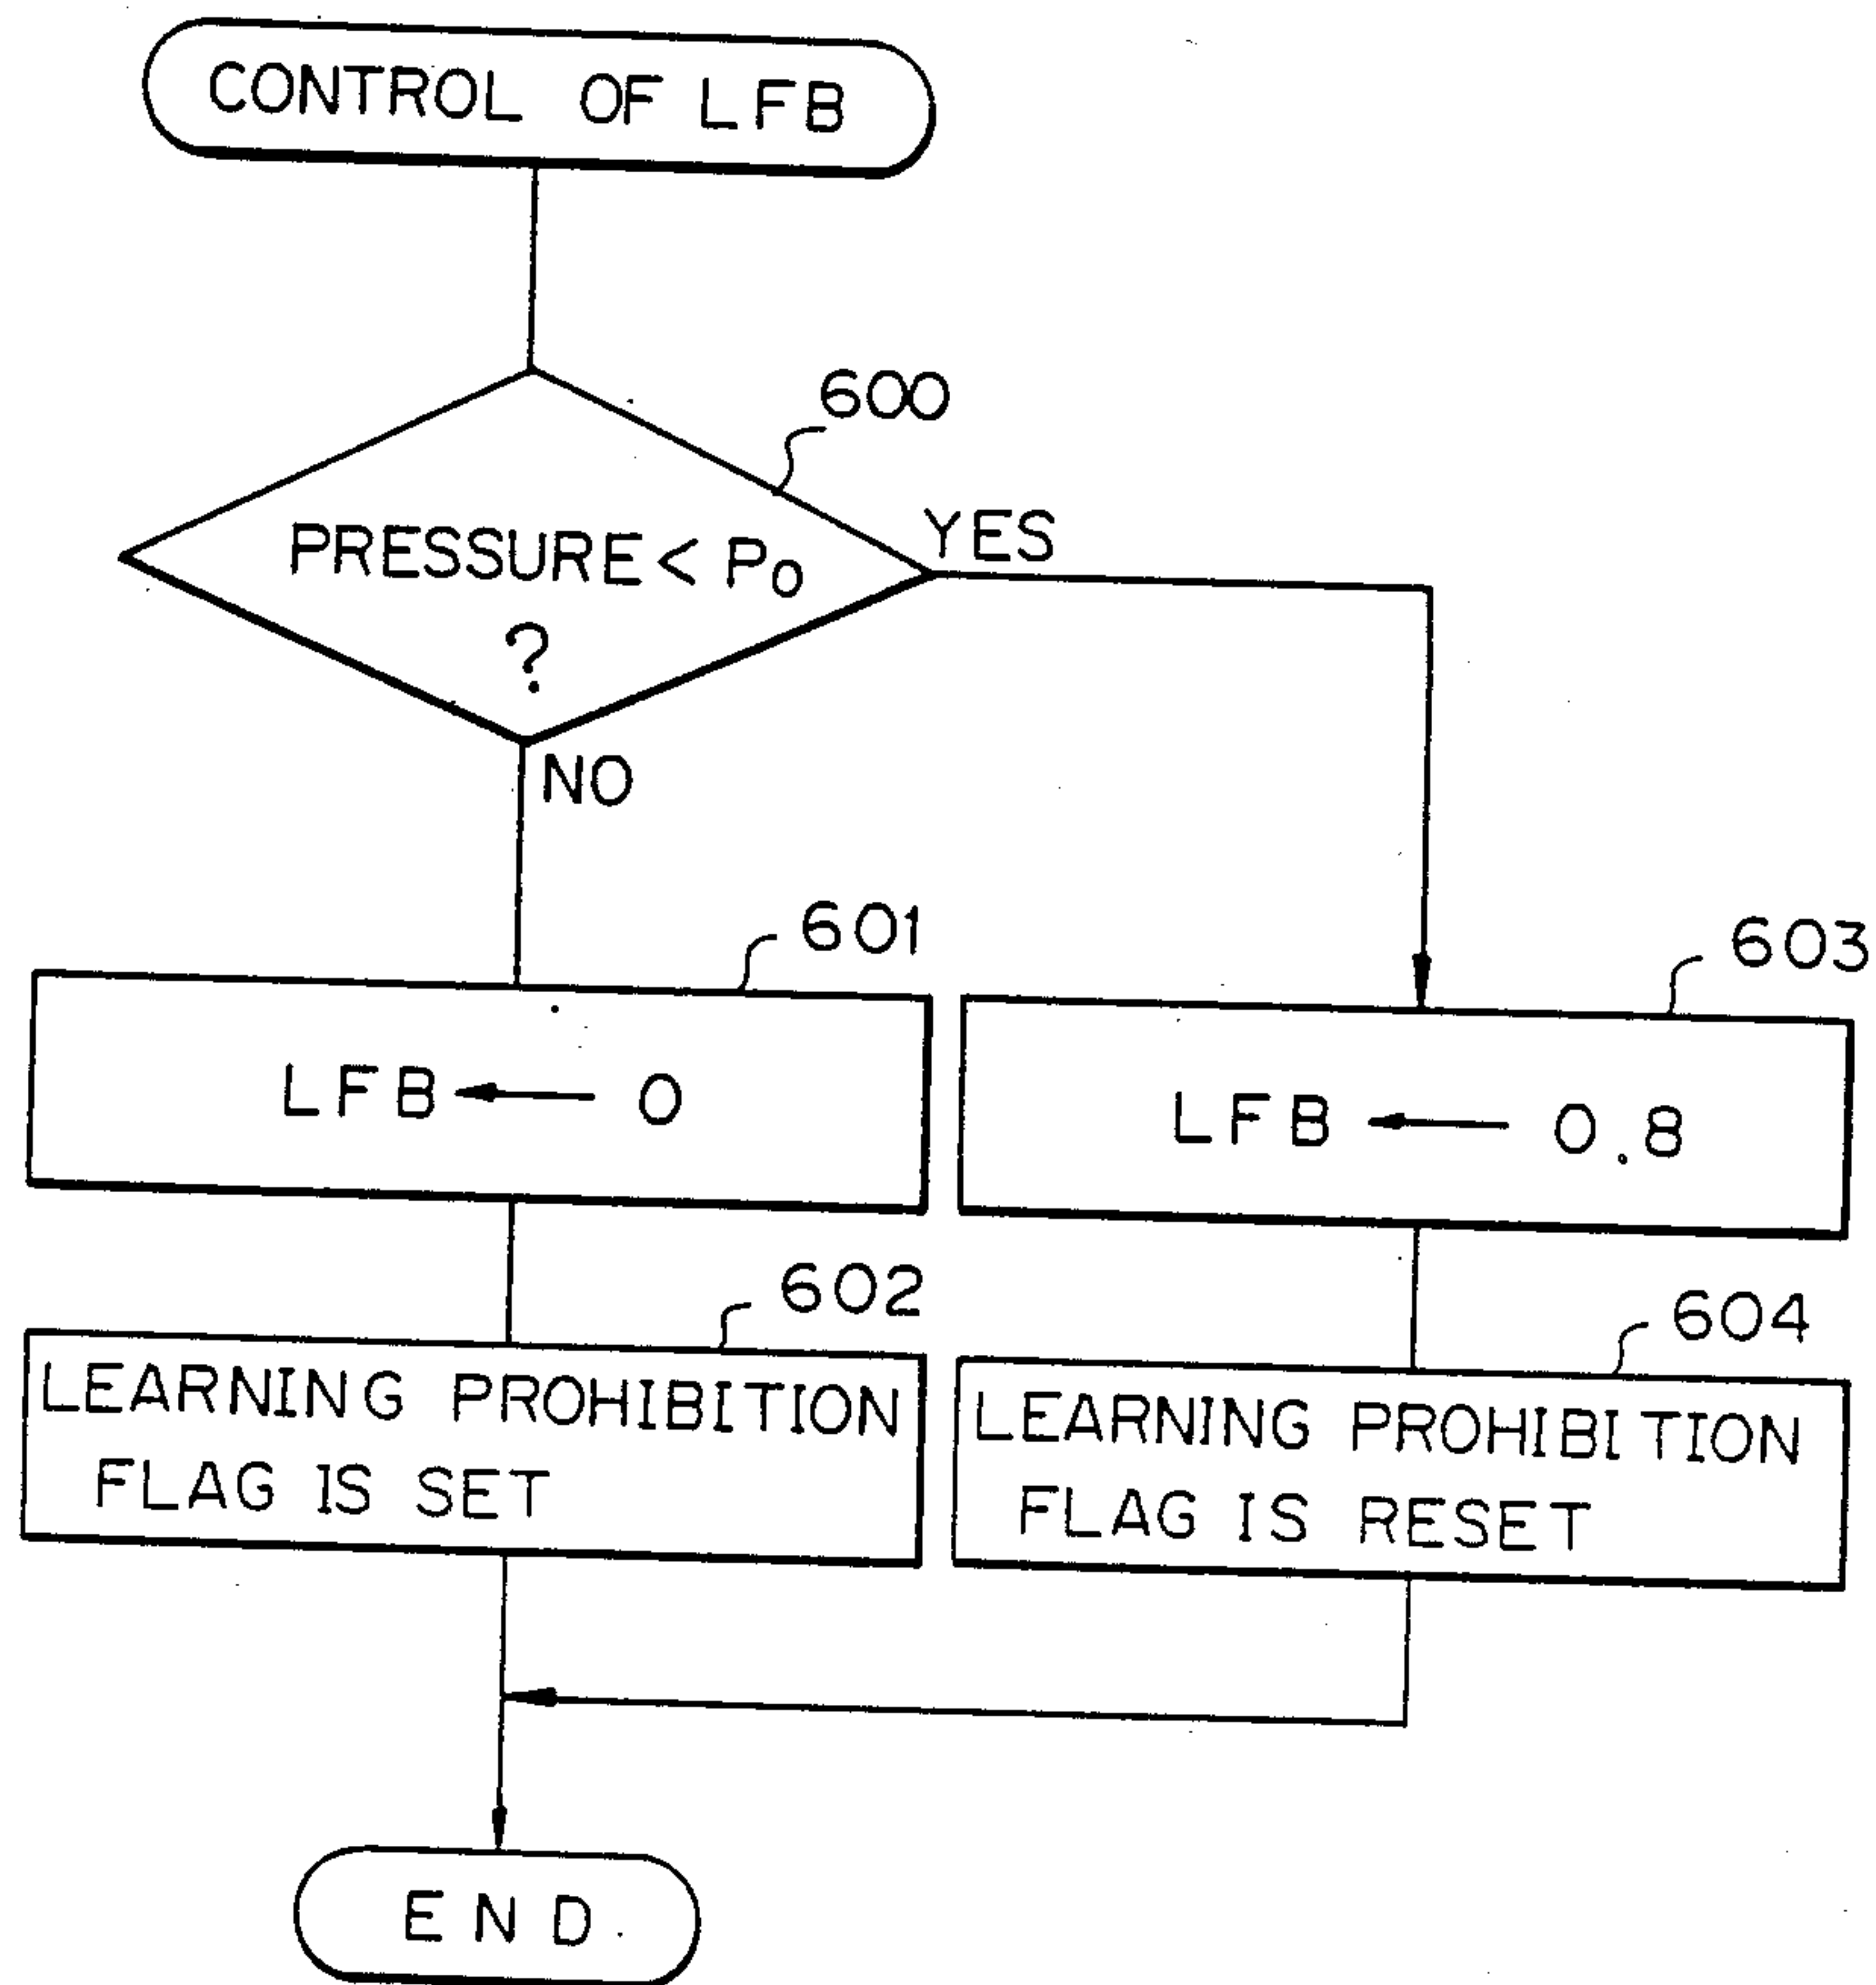 CONTROL OF LFB
600
PRESSURE < P0
?
YES
NO
601
LFB ← 0
603
LFB ← 0.8
602
LEARNING PROHIBITION
FLAG IS SET
604
LEARNING PROHIBITION
FLAG IS RESET
END